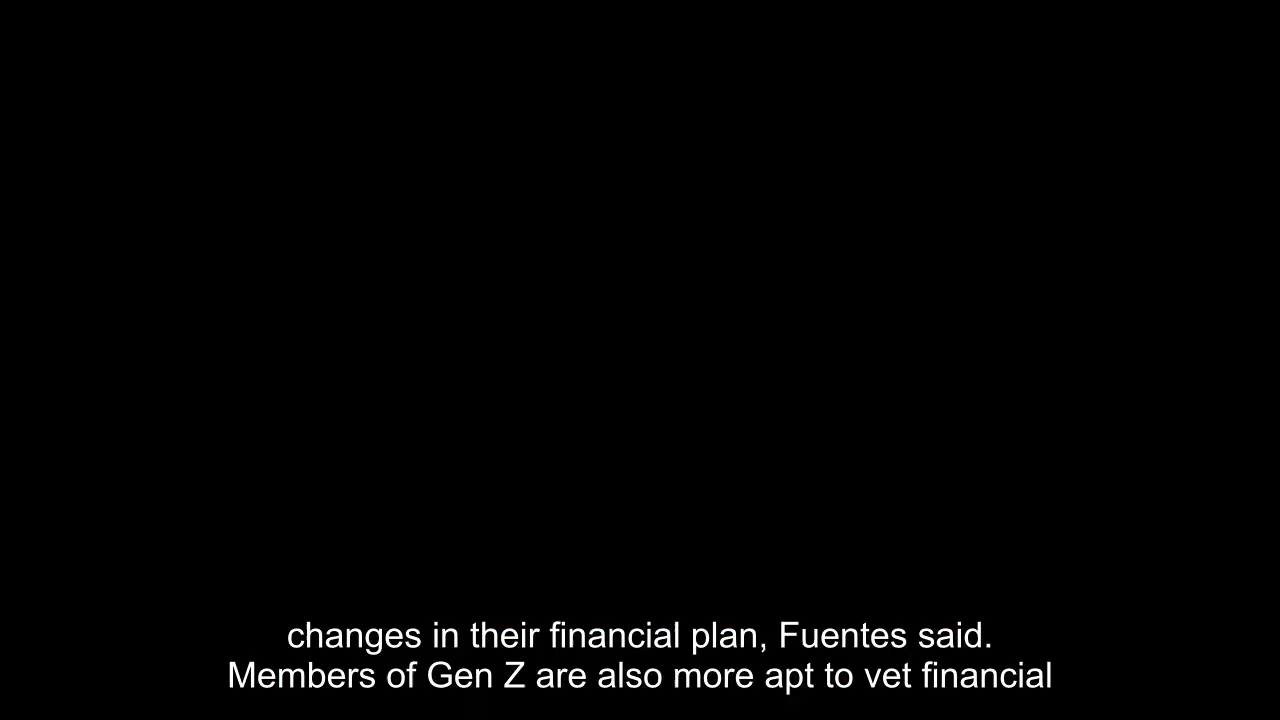 changes in their financial plan, Fuentes said.
Members of Gen Z are also more apt to vet financial